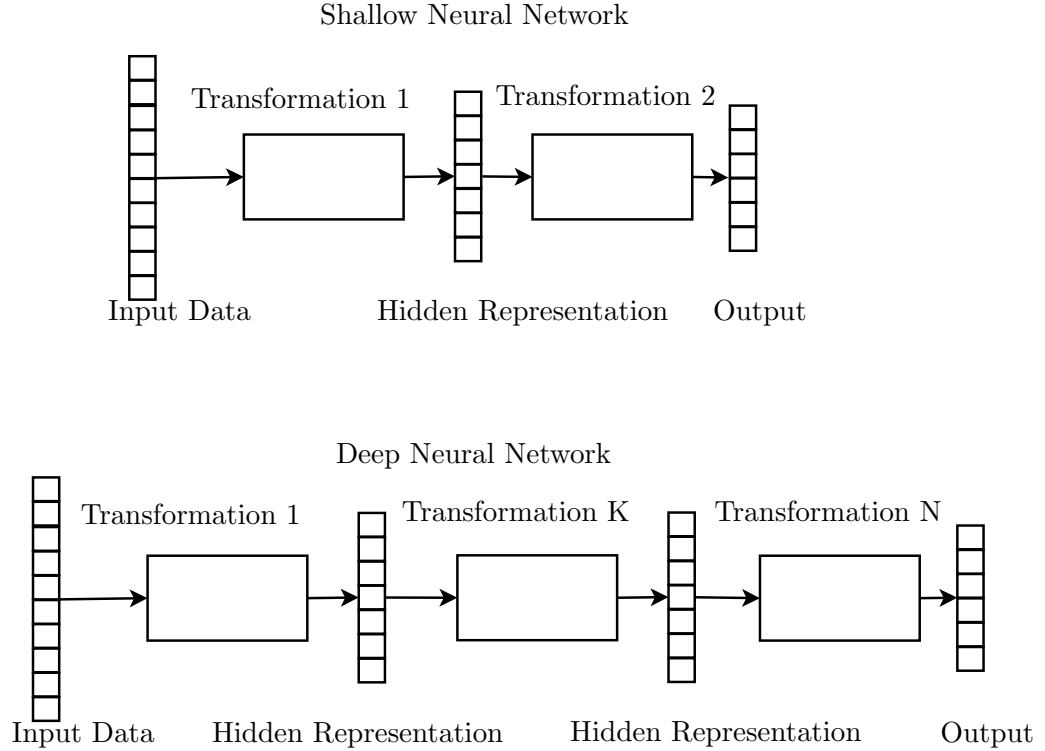 Shallow Neural Network
Transformation 1
Transformation 2
Input Data
Hidden Representation
Output
Deep Neural Network
Transformation 1
Transformation K
Transformation N
Input Data
Hidden Representation
Hidden Representation
Output